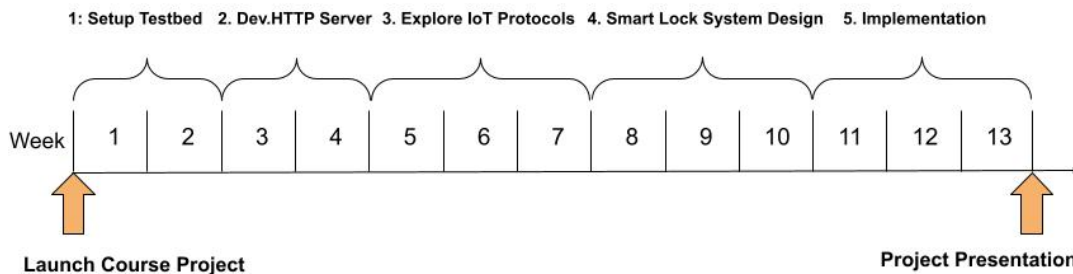 1: Setup Testbed 2. Dev.HTTP Server 3. Explore IoT Protocols 4. Smart Lock System Design 5. Implementation
Week 1 2 3 4 5 6 7 8 9 10 11 12 13
Launch Course Project Project Presentation